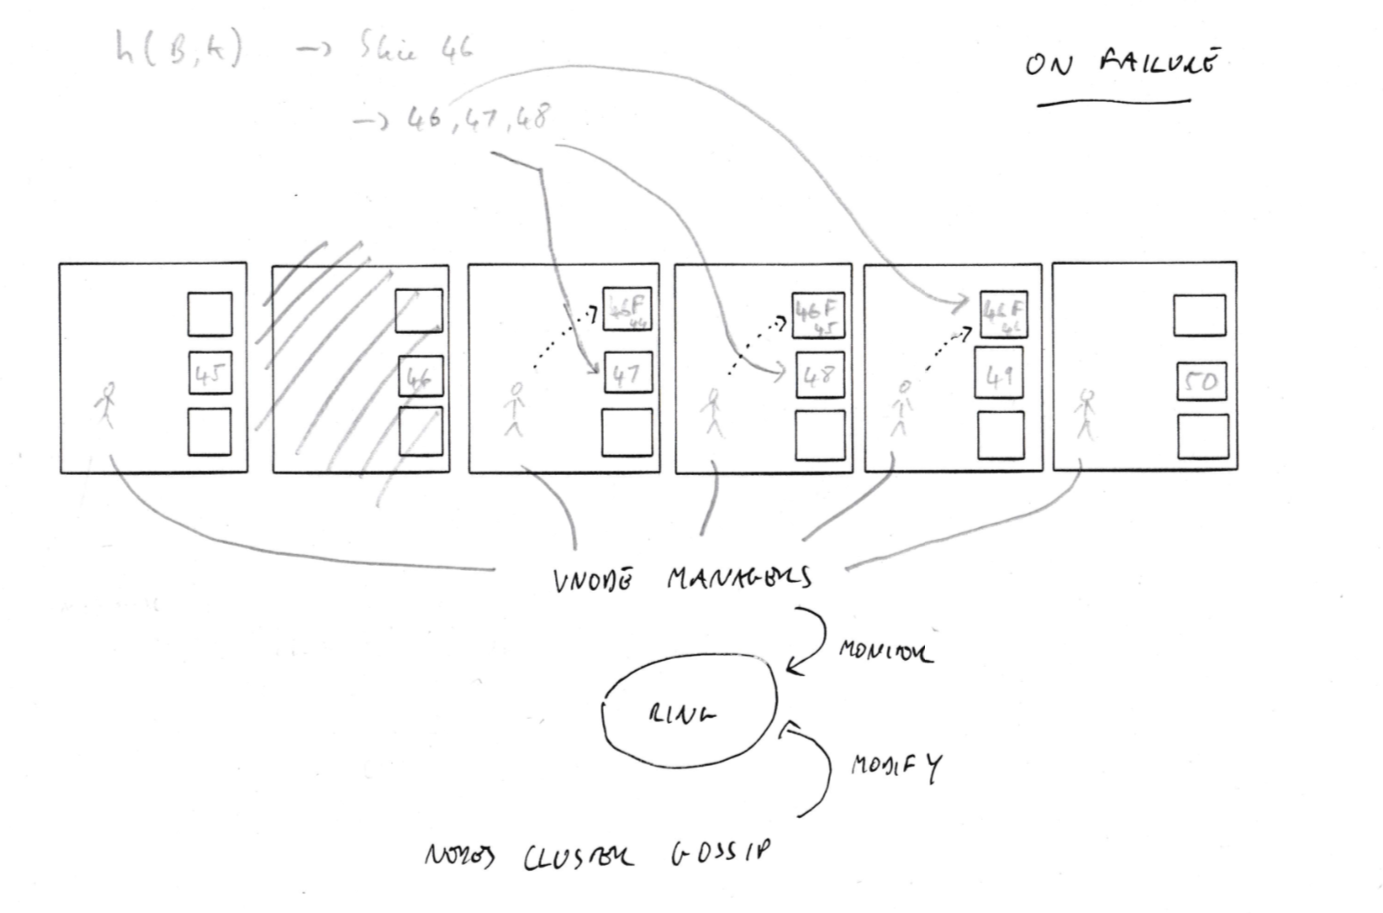 h(B,k) → Slice 46
→ 46,47,48
ON FAILURE
46F
44
46F
45
46F
46
45
46
47
48
49
50
VNODE MANAGERS
MONITOR
RING
MODIFY
NODES CLUSTER GOSSIP